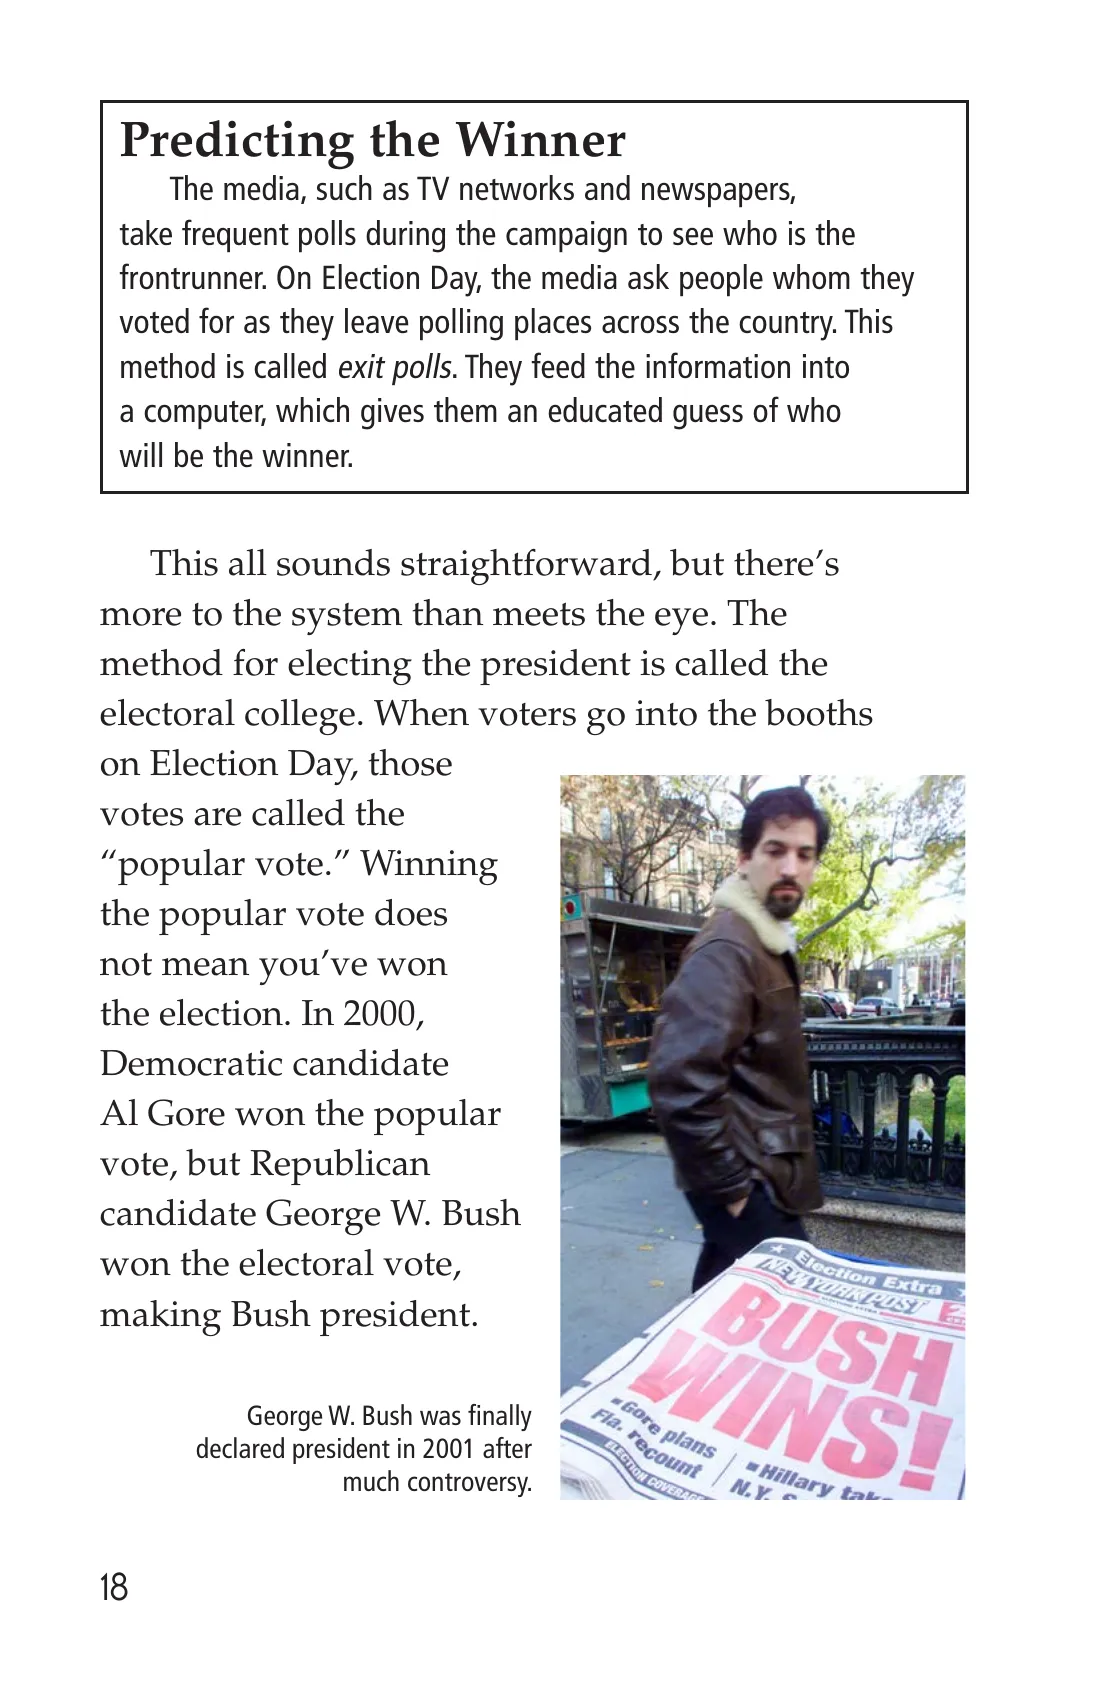 Predicting the Winner
The media, such as TV networks and newspapers,
take frequent polls during the campaign to see who is the
frontrunner. On Election Day, the media ask people whom they
voted for as they leave polling places across the country. This
method is called exit polls. They feed the information into
a computer, which gives them an educated guess of who
will be the winner.
This all sounds straightforward, but there’s
more to the system than meets the eye. The
method for electing the president is called the
electoral college. When voters go into the booths
on Election Day, those
votes are called the
“popular vote.” Winning
the popular vote does
not mean you’ve won
the election. In 2000,
Democratic candidate
Al Gore won the popular
vote, but Republican
candidate George W. Bush
won the electoral vote,
making Bush president.
Election Extra
NEW YORK POST
BUSH
WINS!
Gore plans
Fla. recount
Hillary
N.Y.
ELECTION COVERAGE
George W. Bush was finally
declared president in 2001 after
much controversy.
18